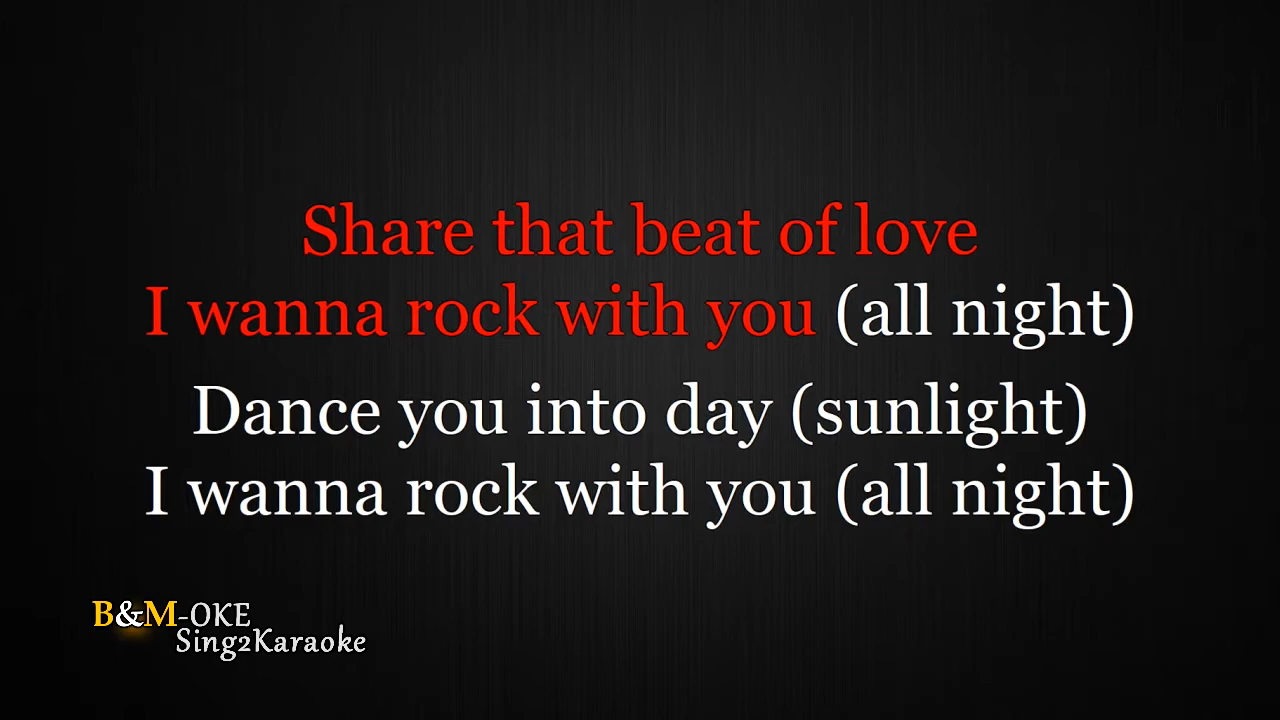 Share that beat of love
I wanna rock with you (all night)
Dance you into day (sunlight)
I wanna rock with you (all night)
B&M-OKE
Sing2Karaoke